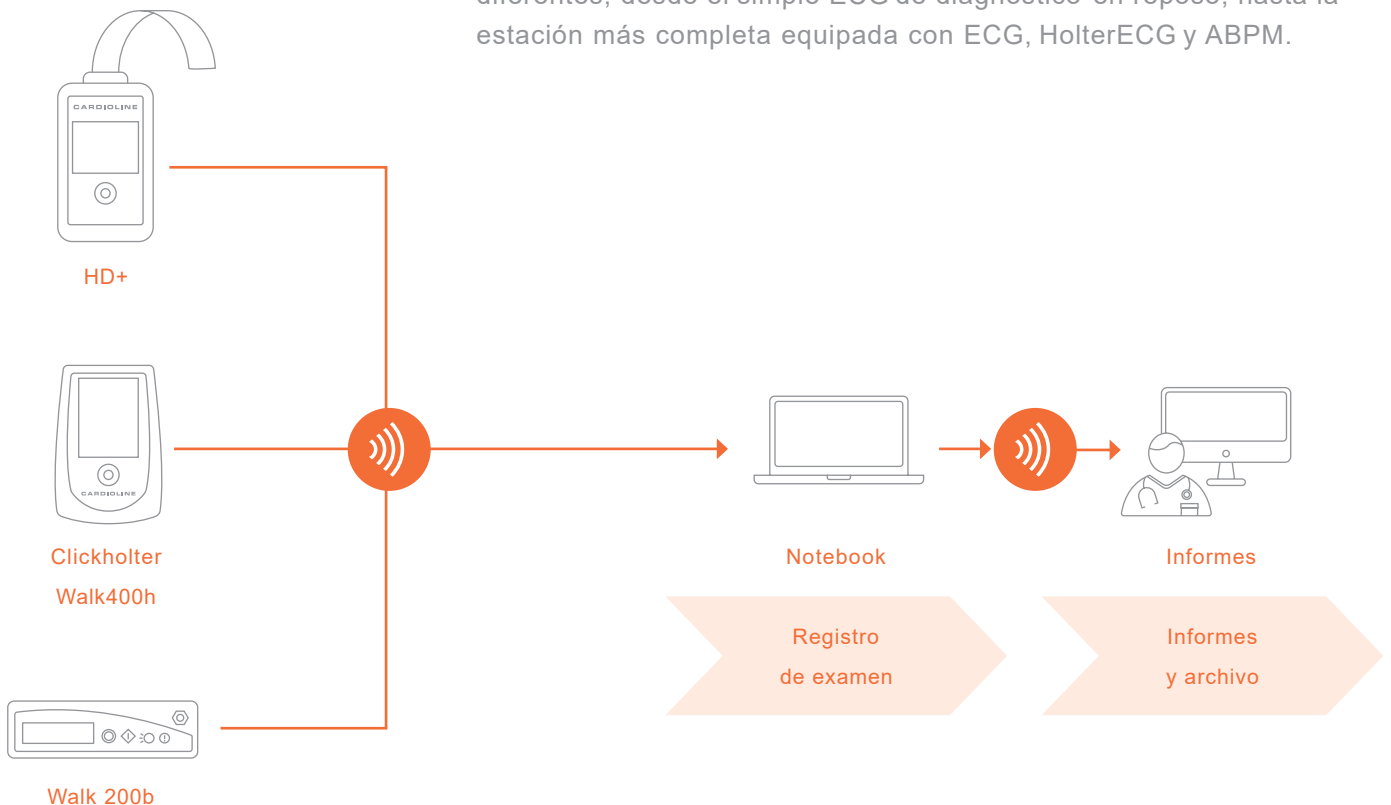 estación más completa equipada con ECG, HolterECG y ABPM.
CARDIOLINE
HD+
CARDIOLINE
Clickholter
Walk400h
Notebook
Informes
Registro
de examen
Informes
y archivo
Walk 200b